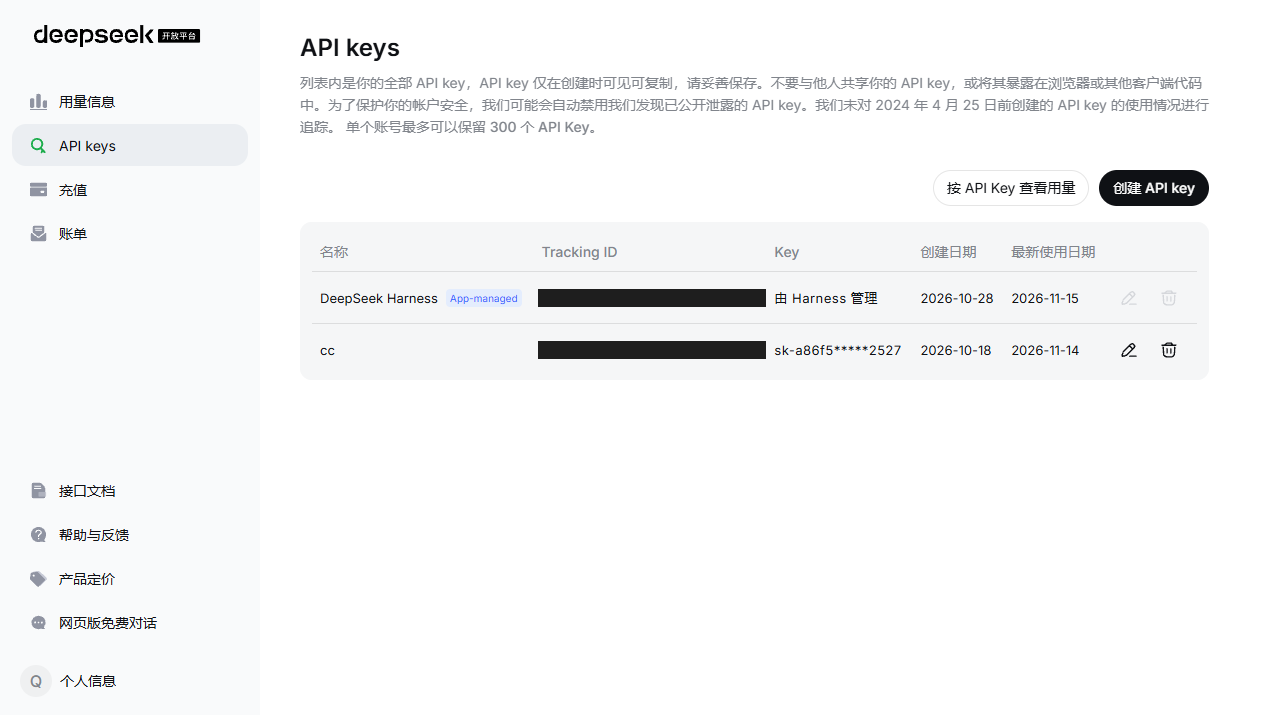 deepseek 开放平台
用量信息
API keys
充值
账单
接口文档
帮助与反馈
产品定价
网页版免费对话
Q 个人信息
API keys
列表内是你的全部 API key，API key 仅在创建时可见可复制，请妥善保存。不要与他人共享你的 API key，或将其暴露在浏览器或其他客户端代码
中。为了保护你的帐户安全，我们可能会自动禁用我们发现已公开泄露的 API key。我们未对 2024 年 4 月 25 日前创建的 API key 的使用情况进行
追踪。 单个账号最多可以保留 300 个 API Key。
按 API Key 查看用量 创建 API key
名称 Tracking ID Key 创建日期 最新使用日期
DeepSeek Harness App-managed 由 Harness 管理 2026-10-28 2026-11-15
cc sk-a86f5*****2527 2026-10-18 2026-11-14